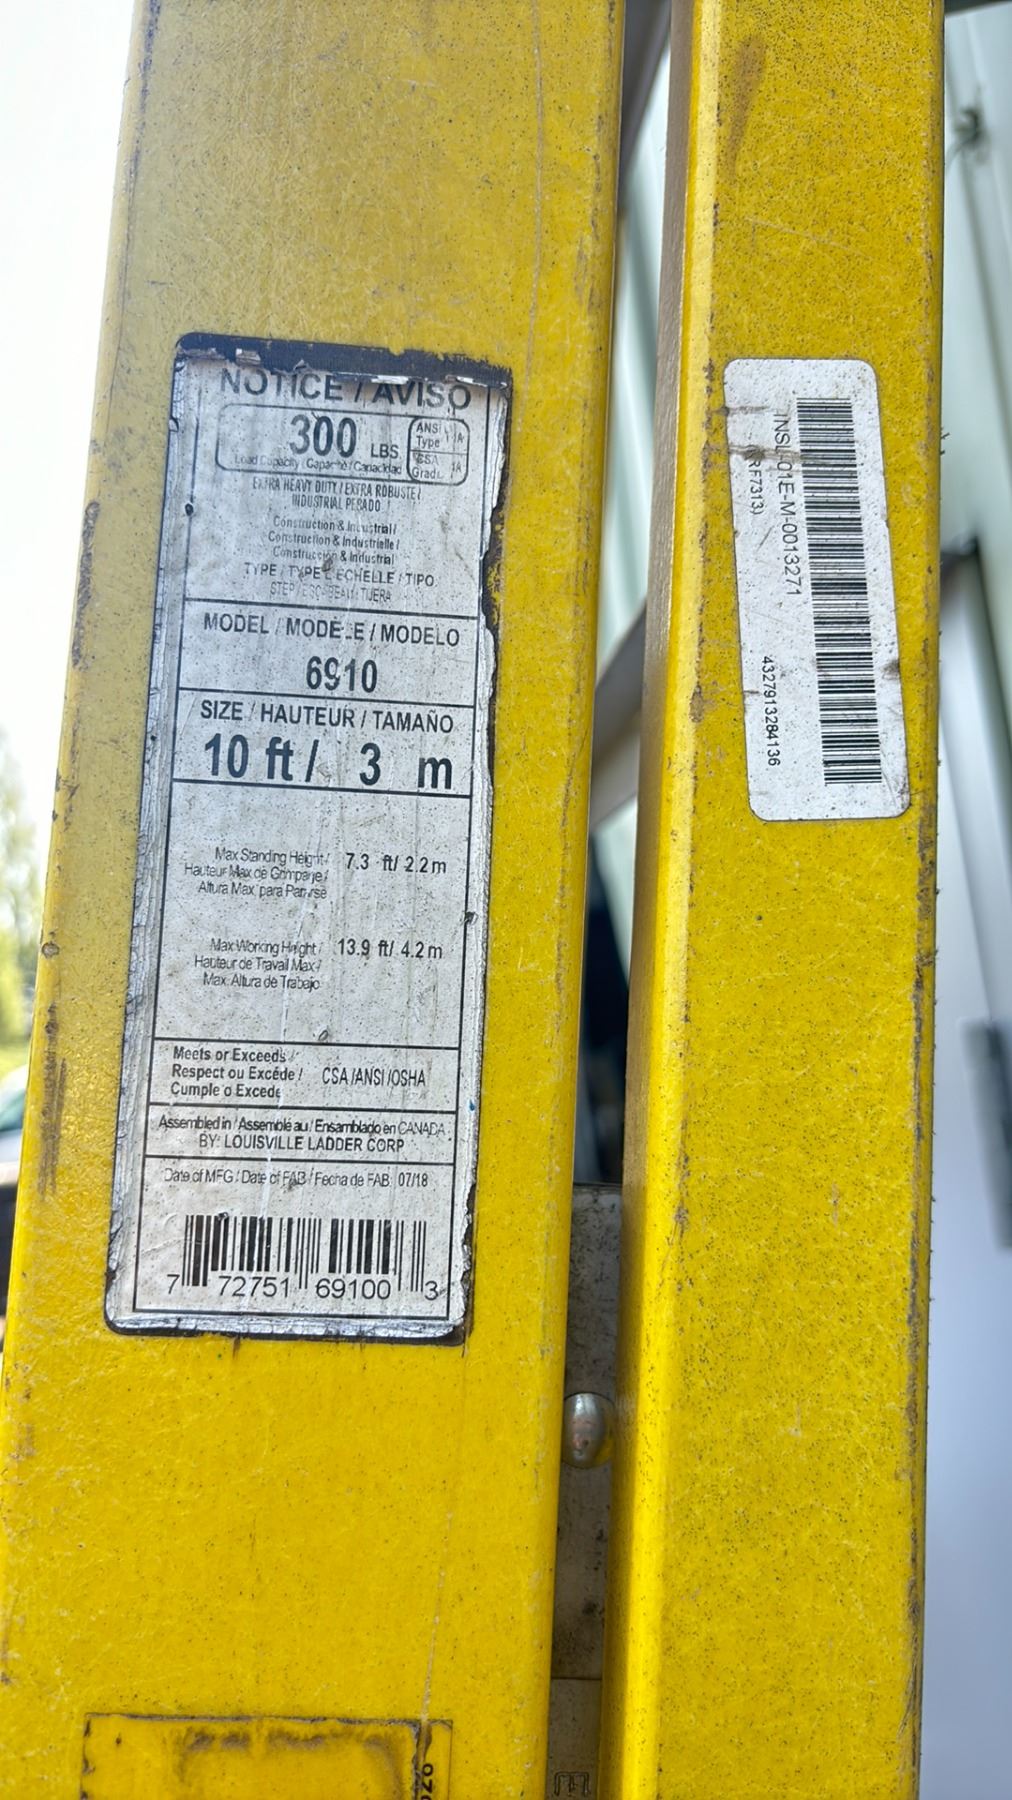 NOTICE / AVISO
300 LBS
ANSI
Type IA
Load Capacity / Capacité / Capacidad
CSA
Grade IA
EXTRA HEAVY DUTY / EXTRA ROBUSTE /
INDUSTRIAL PESADO
Construction & Industrial /
Construction & Industrielle /
Construcción & Industrial
TYPE / TYPE D'ECHELLE / TIPO
STEP / ESCABEAU / TIJERA
MODEL / MODÈLE / MODELO
6910
SIZE / HAUTEUR / TAMAÑO
10 ft / 3 m
Max Standing Height / 7.3 ft/ 2.2 m
Hauteur Max de Grimpage /
Altura Max para Pararse
Max Working Height / 13.9 ft/ 4.2 m
Hauteur de Travail Max /
Max. Altura de Trabajo
Meets or Exceeds /
Respect ou Excéde / CSA /ANSI /OSHA
Cumple o Excede
Assembled in / Assemblé au / Ensamblado en CANADA
BY: LOUISVILLE LADDER CORP
Date of MFG / Date of FAB / Fecha de FAB 07/18
7 72751 69100 3
INSL-01E-M-0013271
RF7313)
4327913284136